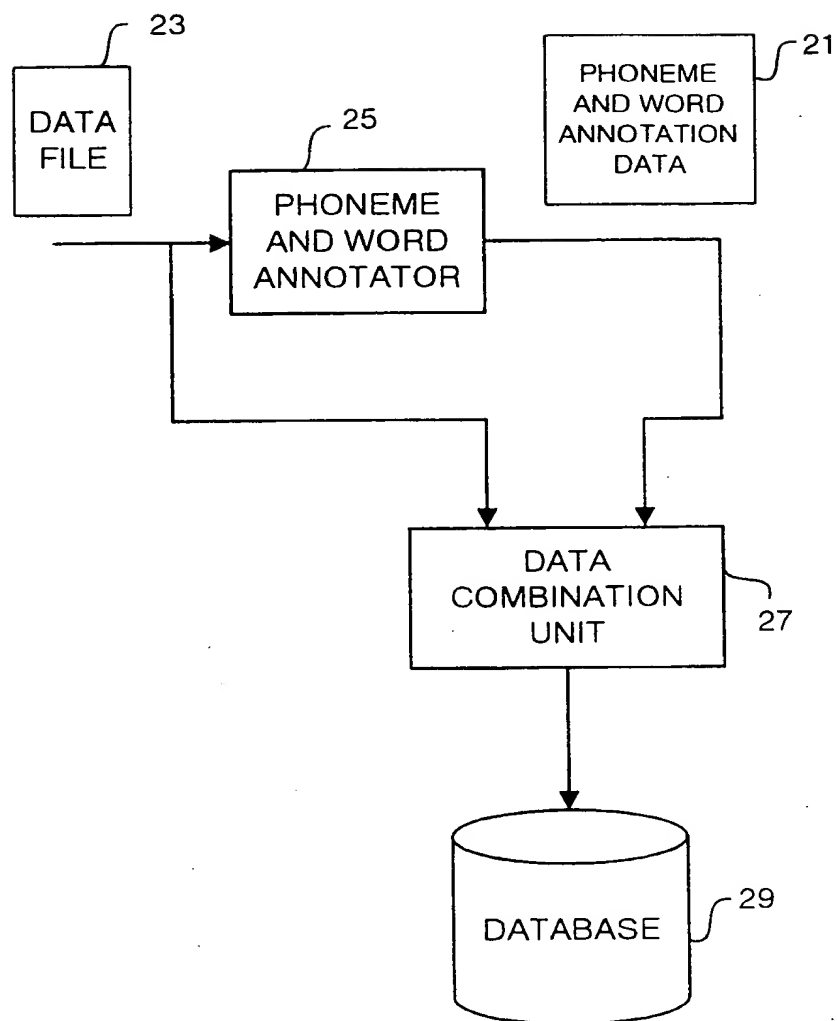 23
DATA
FILE
25
PHONEME
AND WORD
ANNOTATOR
21
PHONEME
AND WORD
ANNOTATION
DATA
DATA
COMBINATION
UNIT
27
DATABASE
29